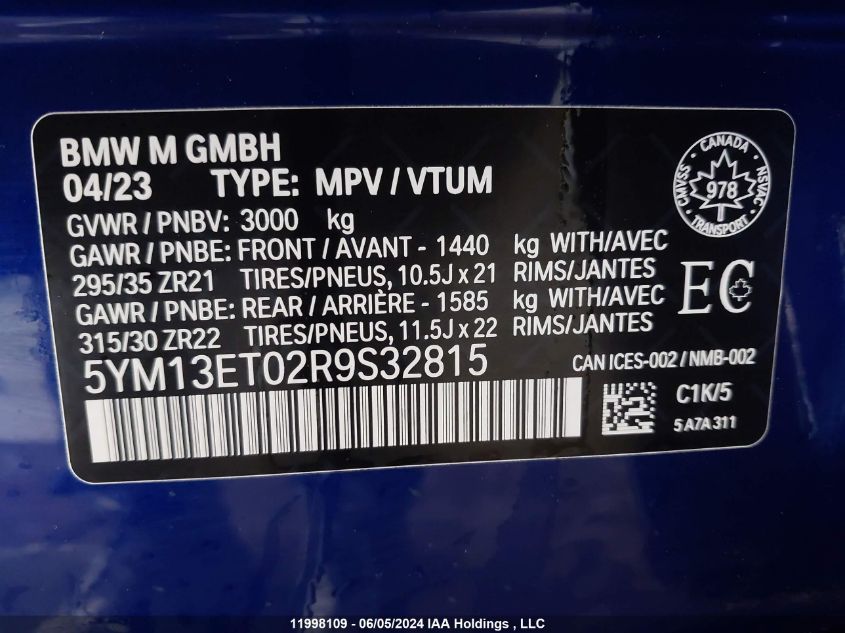 BMW M GMBH
04/23 TYPE: MPV / VTUM
GVWR / PNBV: 3000 kg
GAWR / PNBE: FRONT / AVANT - 1440 kg WITH/AVEC
295/35 ZR21 TIRES/PNEUS, 10.5J x 21 RIMS/JANTES
GAWR / PNBE: REAR / ARRIÈRE - 1585 kg WITH/AVEC
315/30 ZR22 TIRES/PNEUS, 11.5J x 22 RIMS/JANTES
5YM13ET02R9S32815
CANADA
CMVSS 978 NSVAC
TRANSPORT
EC
CAN ICES-002 / NMB-002
C1K/5
5A7A311
11998109 - 06/05/2024 IAA Holdings , LLC